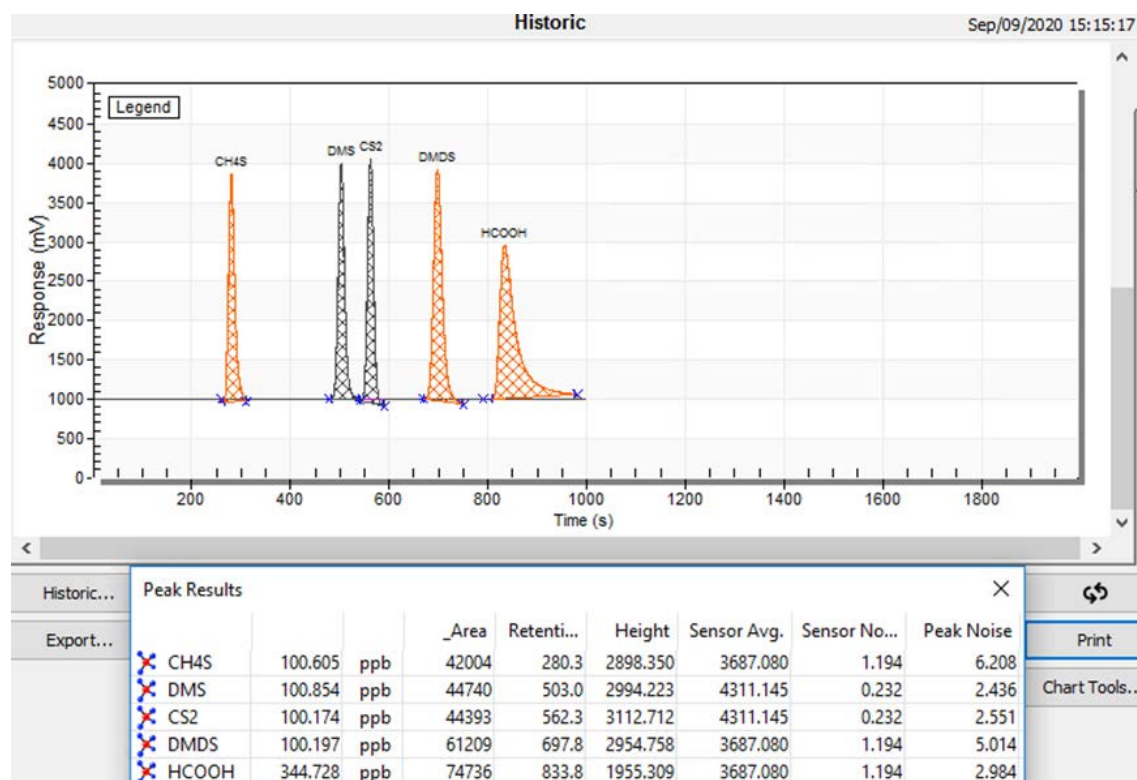 Historic
Sep/09/2020 15:15:17
Legend
5000
4500
4000
3500
3000
2500
2000
1500
1000
500
0
Response (mV)
CH4S
DMS
CS2
DMDS
HCOOH
200 400 600 800 1000 1200 1400 1600 1800
Time (s)
Historic...
Export...
Print
Chart Tools..
Peak Results
_Area Retenti... Height Sensor Avg. Sensor No... Peak Noise
CH4S 100.605 ppb 42004 280.3 2898.350 3687.080 1.194 6.208
DMS 100.854 ppb 44740 503.0 2994.223 4311.145 0.232 2.436
CS2 100.174 ppb 44393 562.3 3112.712 4311.145 0.232 2.551
DMDS 100.197 ppb 61209 697.8 2954.758 3687.080 1.194 5.014
HCOOH 344.728 ppb 74736 833.8 1955.309 3687.080 1.194 2.984